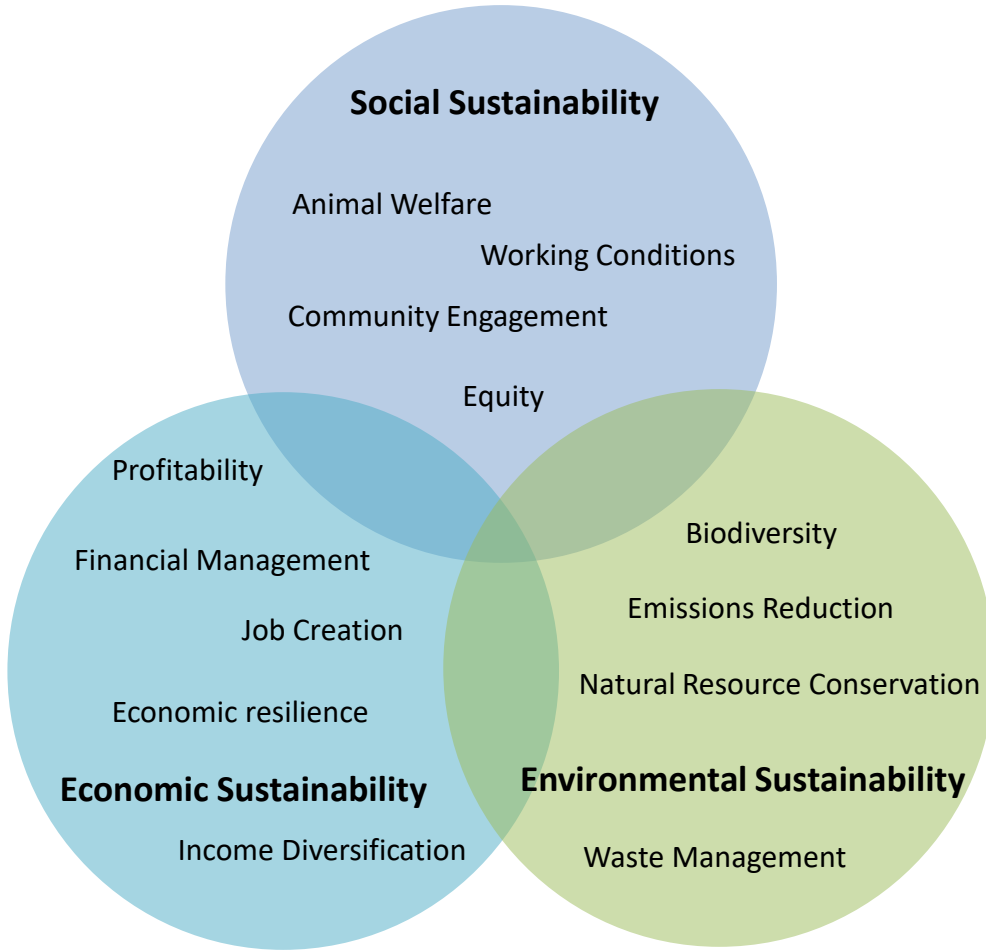 Social Sustainability
Animal Welfare
Working Conditions
Community Engagement
Equity
Profitability
Financial Management
Job Creation
Economic resilience
Economic Sustainability
Income Diversification
Biodiversity
Emissions Reduction
Natural Resource Conservation
Environmental Sustainability
Waste Management